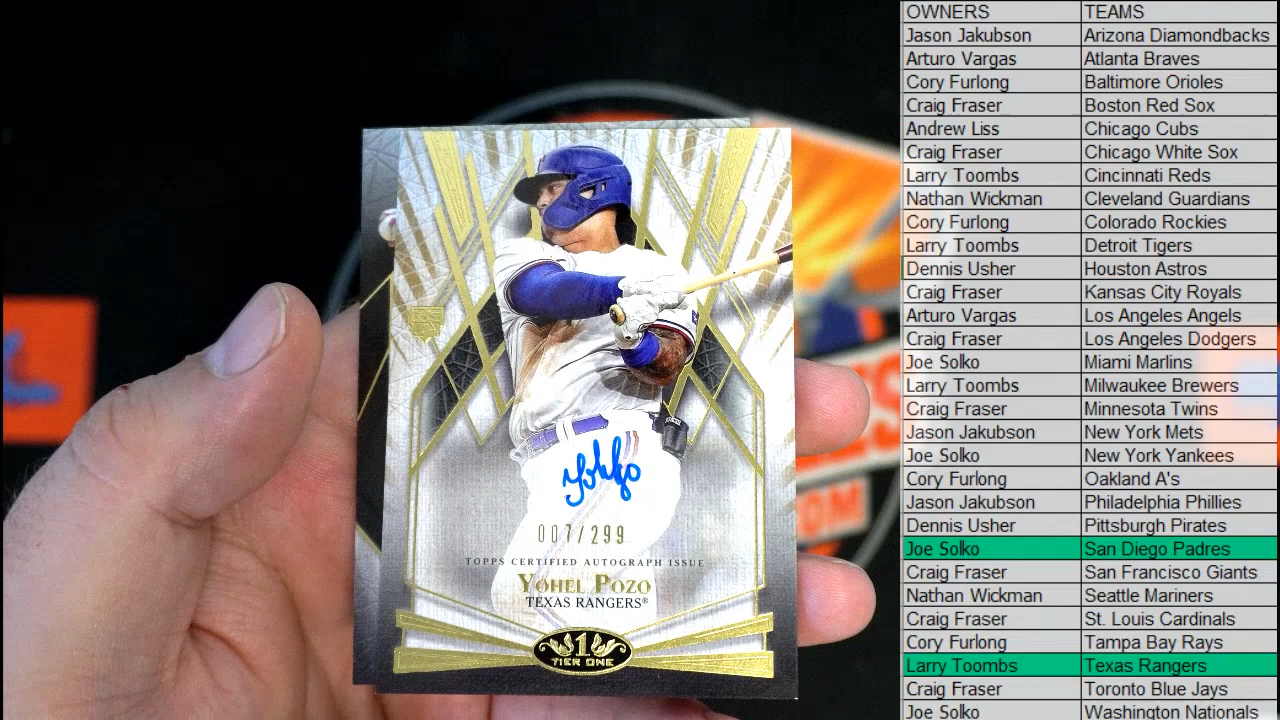 OWNERS TEAMS
Jason Jakubson Arizona Diamondbacks
Arturo Vargas Atlanta Braves
Cory Furlong Baltimore Orioles
Craig Fraser Boston Red Sox
Andrew Liss Chicago Cubs
Craig Fraser Chicago White Sox
Larry Toombs Cincinnati Reds
Nathan Wickman Cleveland Guardians
Cory Furlong Colorado Rockies
Larry Toombs Detroit Tigers
Dennis Usher Houston Astros
Craig Fraser Kansas City Royals
Arturo Vargas Los Angeles Angels
Craig Fraser Los Angeles Dodgers
Joe Solko Miami Marlins
Larry Toombs Milwaukee Brewers
Craig Fraser Minnesota Twins
Jason Jakubson New York Mets
Joe Solko New York Yankees
Cory Furlong Oakland A's
Jason Jakubson Philadelphia Phillies
Dennis Usher Pittsburgh Pirates
Joe Solko San Diego Padres
Craig Fraser San Francisco Giants
Nathan Wickman Seattle Mariners
Craig Fraser St. Louis Cardinals
Cory Furlong Tampa Bay Rays
Larry Toombs Texas Rangers
Craig Fraser Toronto Blue Jays
Joe Solko Washington Nationals
007/299
TOPPS CERTIFIED AUTOGRAPH ISSUE
YOHEL POZO
TEXAS RANGERS®
1
TIER ONE